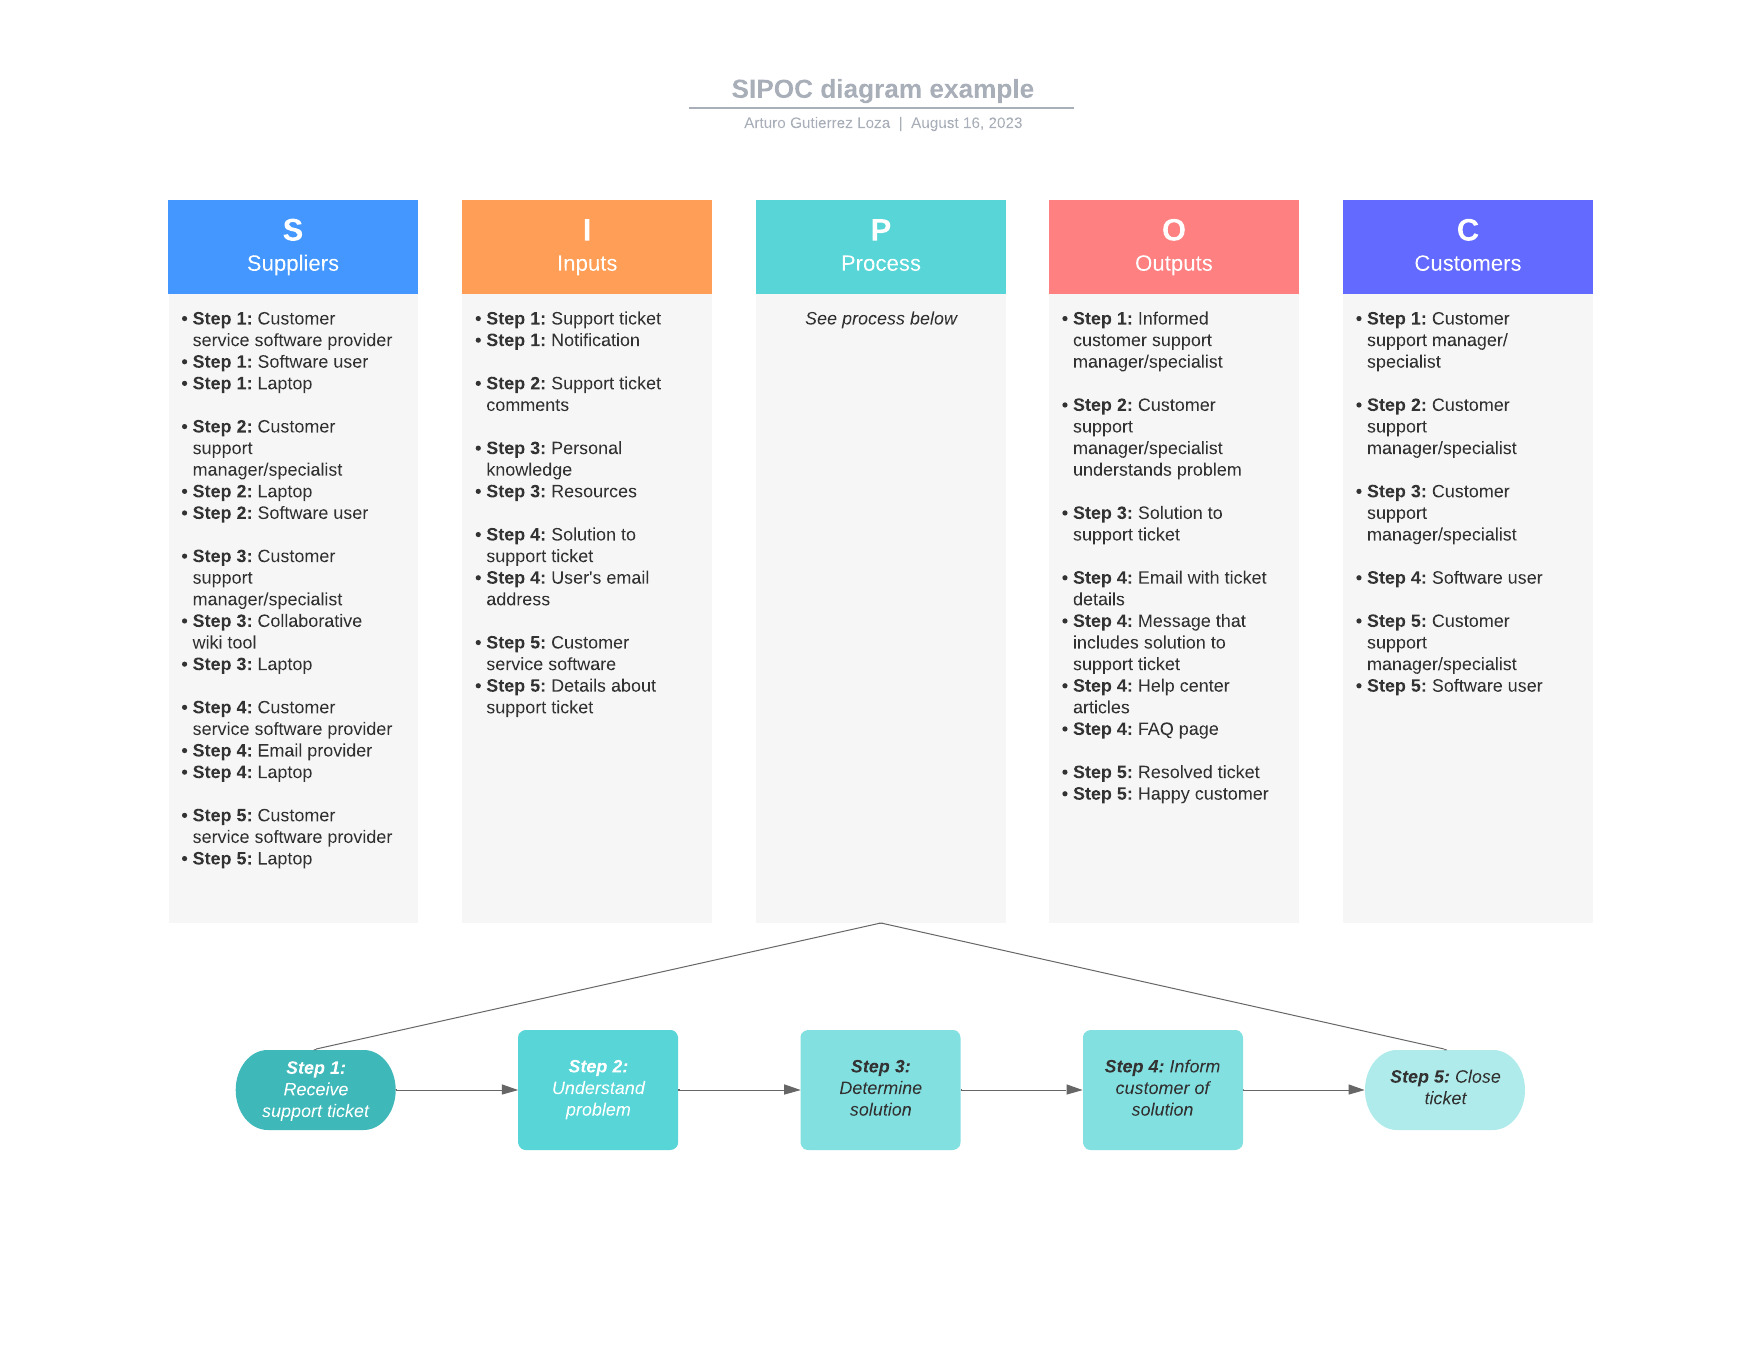 SIPOC diagram example
Arturo Gutierrez Loza | August 16, 2023
S
Suppliers
• Step 1: Customer
service software provider
• Step 1: Software user
• Step 1: Laptop
• Step 2: Customer
support
manager/specialist
• Step 2: Laptop
• Step 2: Software user
• Step 3: Customer
support
manager/specialist
• Step 3: Collaborative
wiki tool
• Step 3: Laptop
• Step 4: Customer
service software provider
• Step 4: Email provider
• Step 4: Laptop
• Step 5: Customer
service software provider
• Step 5: Laptop
I
Inputs
• Step 1: Support ticket
• Step 1: Notification
• Step 2: Support ticket
comments
• Step 3: Personal
knowledge
• Step 3: Resources
• Step 4: Solution to
support ticket
• Step 4: User's email
address
• Step 5: Customer
service software
• Step 5: Details about
support ticket
P
Process
See process below
O
Outputs
• Step 1: Informed
customer support
manager/specialist
• Step 2: Customer
support
manager/specialist
understands problem
• Step 3: Solution to
support ticket
• Step 4: Email with ticket
details
• Step 4: Message that
includes solution to
support ticket
• Step 4: Help center
articles
• Step 4: FAQ page
• Step 5: Resolved ticket
• Step 5: Happy customer
C
Customers
• Step 1: Customer
support manager/
specialist
• Step 2: Customer
support
manager/specialist
• Step 3: Customer
support
manager/specialist
• Step 4: Software user
• Step 5: Customer
support
manager/specialist
• Step 5: Software user
Step 1:
Receive
support ticket
Step 2:
Understand
problem
Step 3:
Determine
solution
Step 4: Inform
customer of
solution
Step 5: Close
ticket